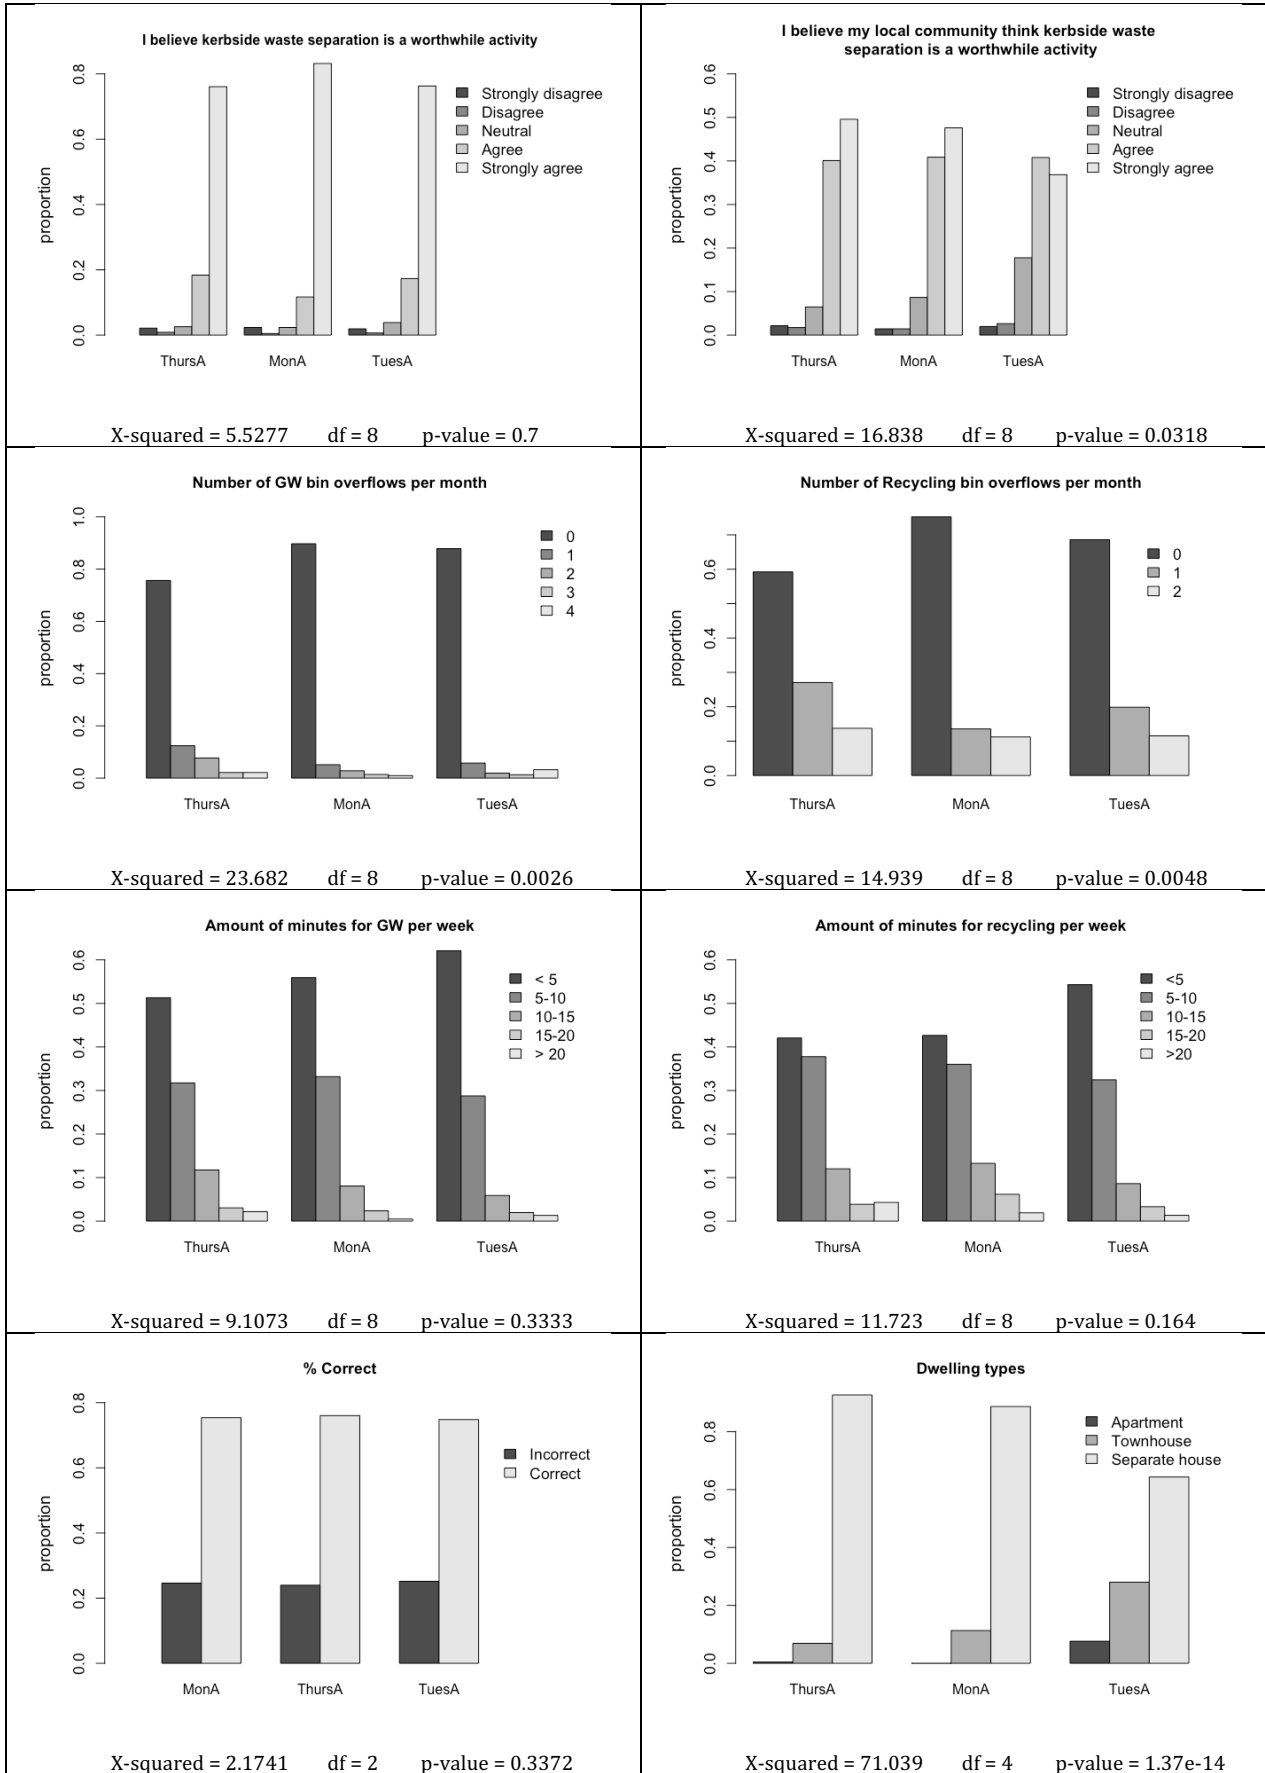 I believe kerbside waste separation is a worthwhile activity
proportion
0.0 0.2 0.4 0.6 0.8
Strongly disagree
Disagree
Neutral
Agree
Strongly agree
ThursA MonA TuesA
X-squared = 5.5277 df = 8 p-value = 0.7
I believe my local community think kerbside waste
separation is a worthwhile activity
proportion
0.0 0.1 0.2 0.3 0.4 0.5 0.6
Strongly disagree
Disagree
Neutral
Agree
Strongly agree
ThursA MonA TuesA
X-squared = 16.838 df = 8 p-value = 0.0318
Number of GW bin overflows per month
proportion
0.0 0.2 0.4 0.6 0.8 1.0
0
1
2
3
4
ThursA MonA TuesA
X-squared = 23.682 df = 8 p-value = 0.0026
Number of Recycling bin overflows per month
proportion
0.0 0.2 0.4 0.6
0
1
2
ThursA MonA TuesA
X-squared = 14.939 df = 8 p-value = 0.0048
Amount of minutes for GW per week
proportion
0.0 0.1 0.2 0.3 0.4 0.5 0.6
< 5
5-10
10-15
15-20
> 20
ThursA MonA TuesA
X-squared = 9.1073 df = 8 p-value = 0.3333
Amount of minutes for recycling per week
proportion
0.0 0.1 0.2 0.3 0.4 0.5 0.6
<5
5-10
10-15
15-20
>20
ThursA MonA TuesA
X-squared = 11.723 df = 8 p-value = 0.164
% Correct
proportion
0.0 0.2 0.4 0.6 0.8
Incorrect
Correct
MonA ThursA TuesA
X-squared = 2.1741 df = 2 p-value = 0.3372
Dwelling types
proportion
0.0 0.2 0.4 0.6 0.8
Apartment
Townhouse
Separate house
ThursA MonA TuesA
X-squared = 71.039 df = 4 p-value = 1.37e-14